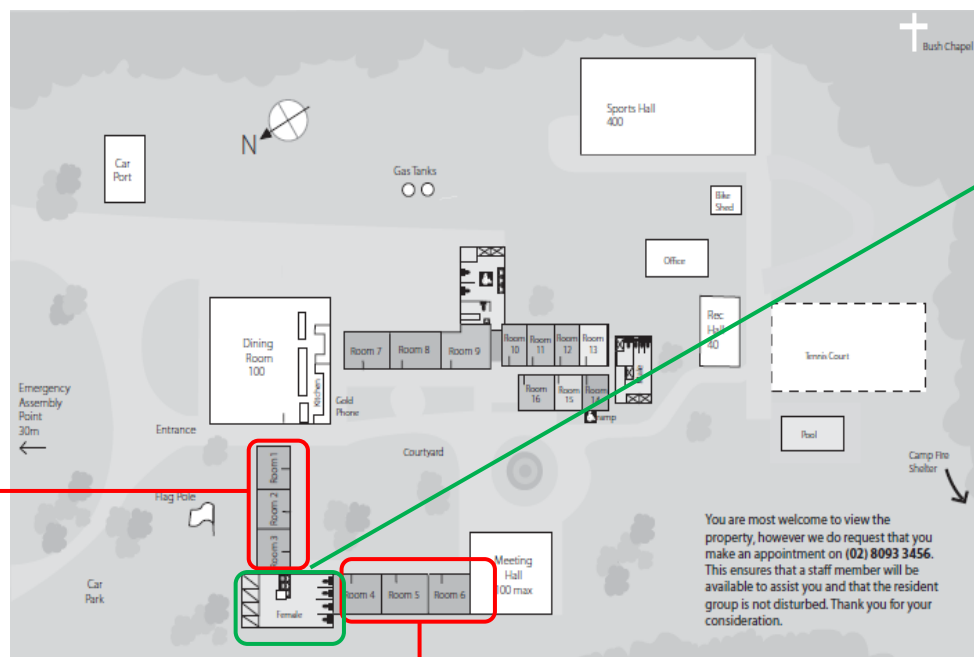 Bush Chapel
Sports Hall
400
N
Car
Port
Gas Tanks
Bike
Shed
Office
Rec
Hall
40
Tennis Court
Dining
Room
100
Kitchen
Room 7
Room 8
Room 9
Room
10
Room
11
Room
12
Room
13
Room
16
Room
15
Room
14
ramp
Emergency
Assembly
Point
30m
Gold
Phone
Entrance
Courtyard
Pool
Camp Fire
Shelter
Room 1
Room 2
Room 3
Flag Pole
Meeting
Hall
100 max
Room 4
Room 5
Room 6
Car
Park
Female
You are most welcome to view the
property, however we do request that you
make an appointment on (02) 8093 3456.
This ensures that a staff member will be
available to assist you and that the resident
group is not disturbed. Thank you for your
consideration.